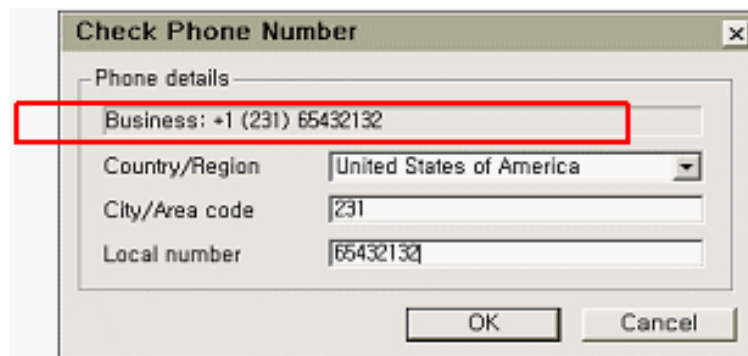 Check Phone Number
Phone details
Business: +1 (231) 65432132
Country/Region United States of America
City/Area code 231
Local number 65432132
OK Cancel